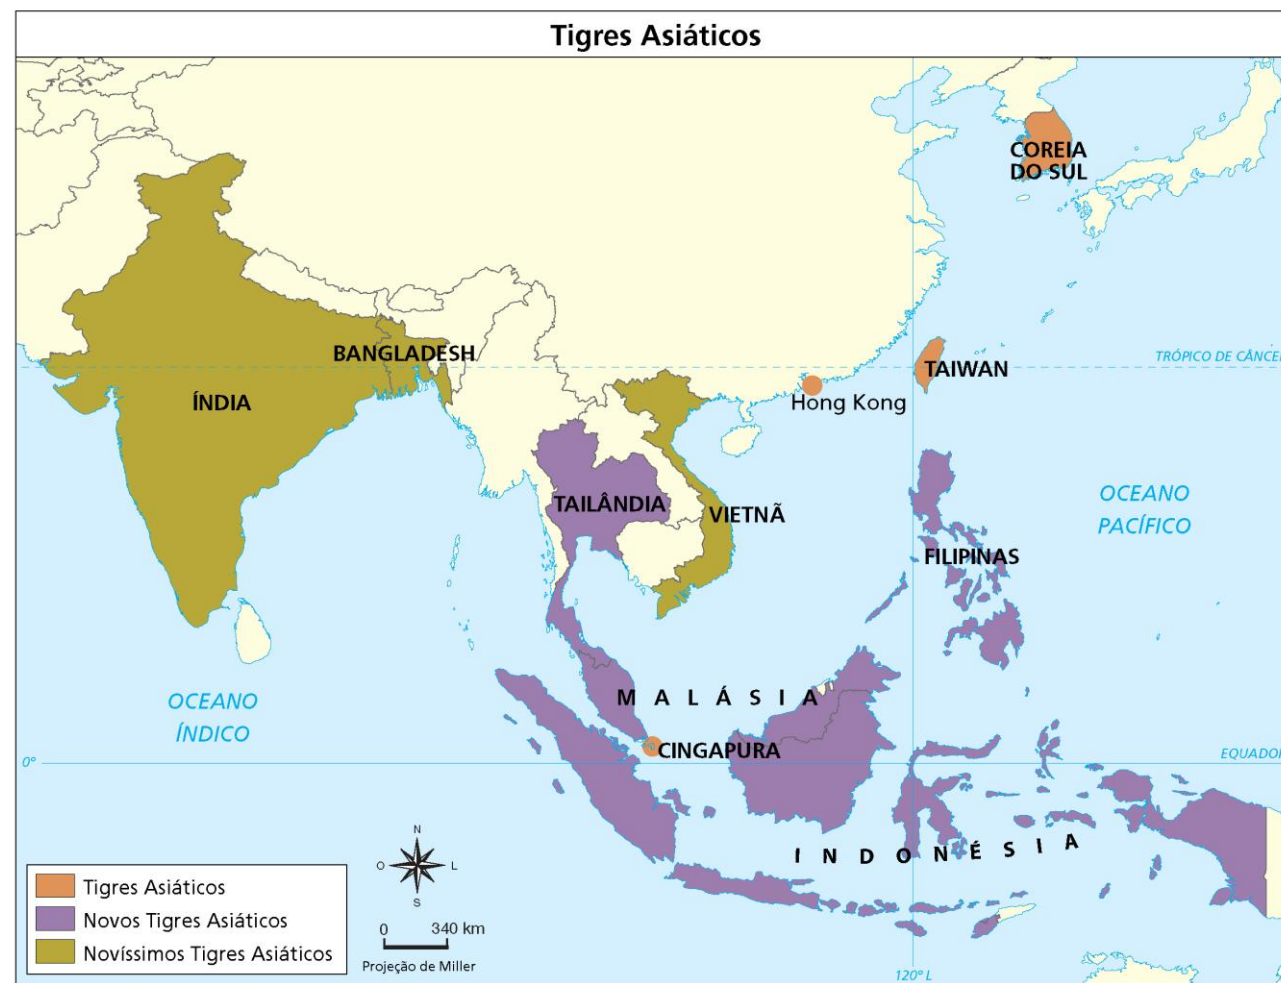 Tigres Asiáticos
COREIA
DO SUL
BANGLADESH
TRÓPICO DE CÂNCER
TAIWAN
ÍNDIA
Hong Kong
TAILÂNDIA
VIETNÃ
OCEANO
PACÍFICO
FILIPINAS
OCEANO
ÍNDICO
MALÁSIA
CINGAPURA
0°
EQUADOR
INDONÉSIA
N
O
L
S
Tigres Asiáticos
Novos Tigres Asiáticos
Novíssimos Tigres Asiáticos
0 340 km
Projeção de Miller
120° L